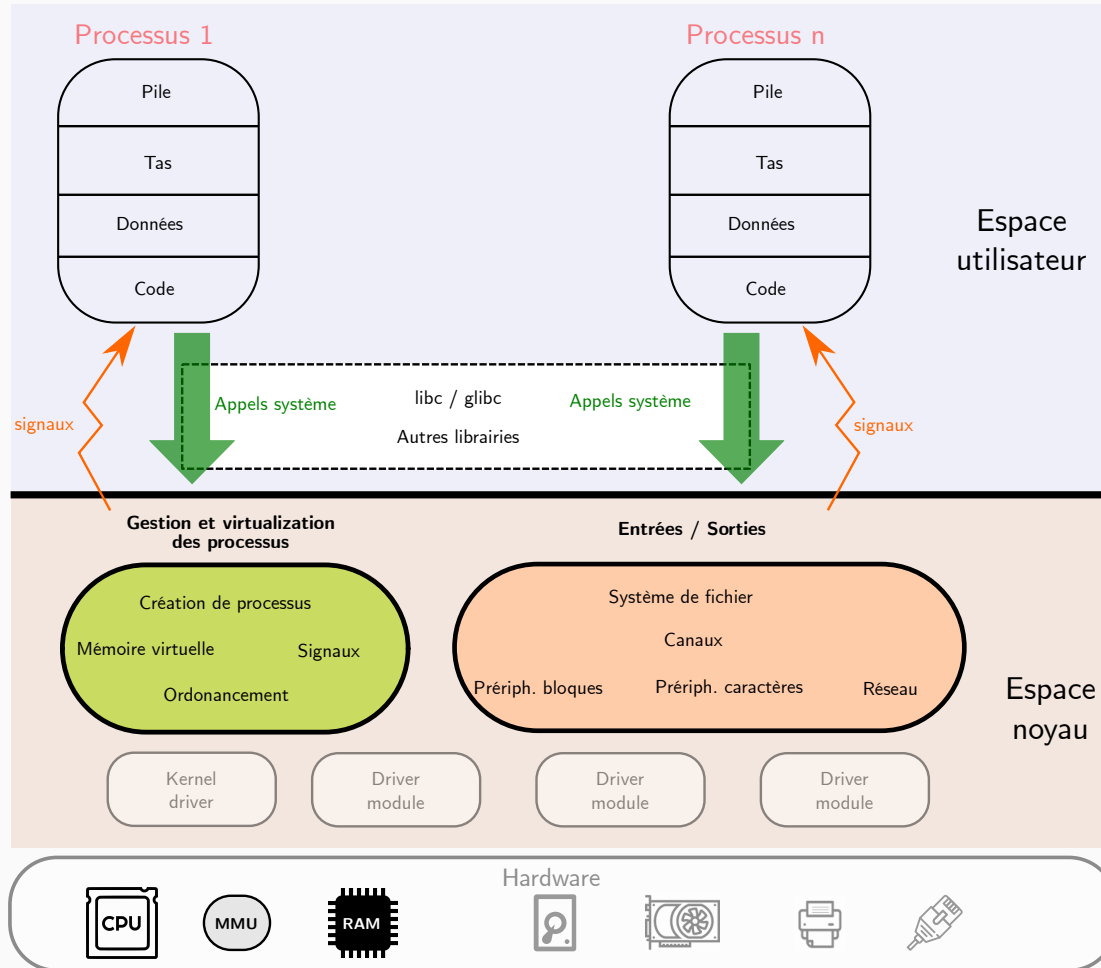 Processus 1
Processus n
Pile
Tas
Données
Code
Pile
Tas
Données
Code
Espace
utilisateur
signaux
Appels système
libc / glibc
Autres librairies
Appels système
signaux
Gestion et virtualization
des processus
Entrées / Sorties
Création de processus
Mémoire virtuelle
Signaux
Ordonancement
Système de fichier
Canaux
Prériph. bloques
Prériph. caractères
Réseau
Espace
noyau
Kernel
driver
Driver
module
Driver
module
Driver
module
Hardware
CPU
MMU
RAM